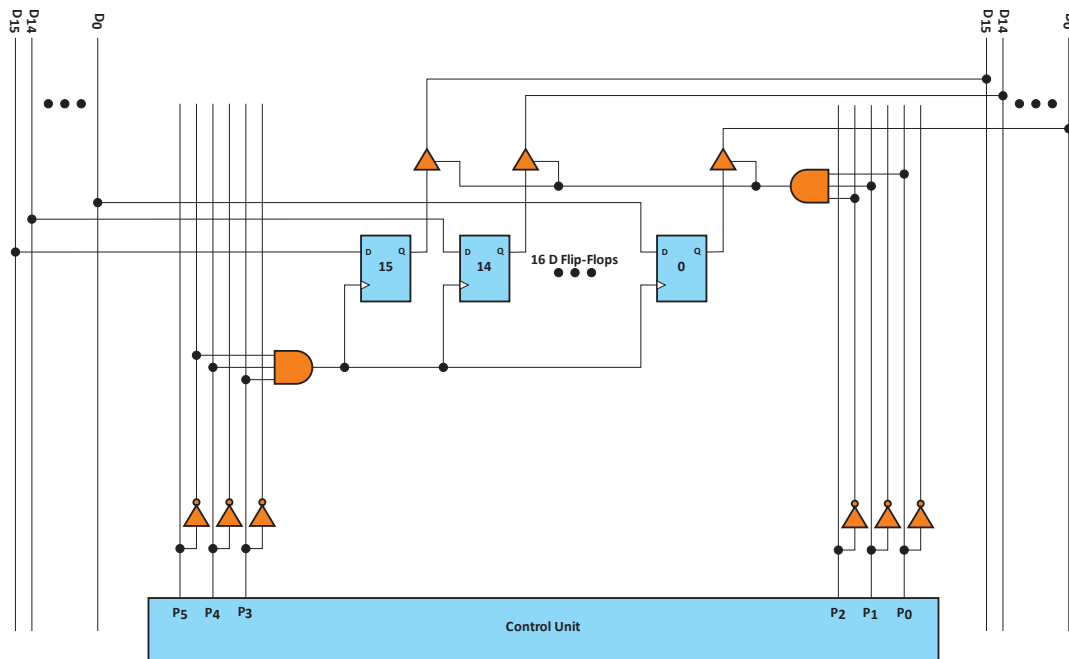 D15 D14 D0 D15 D14 D0
D Q D Q 16 D Flip-Flops D Q
15 14 0
P5 P4 P3 P2 P1 P0
Control Unit